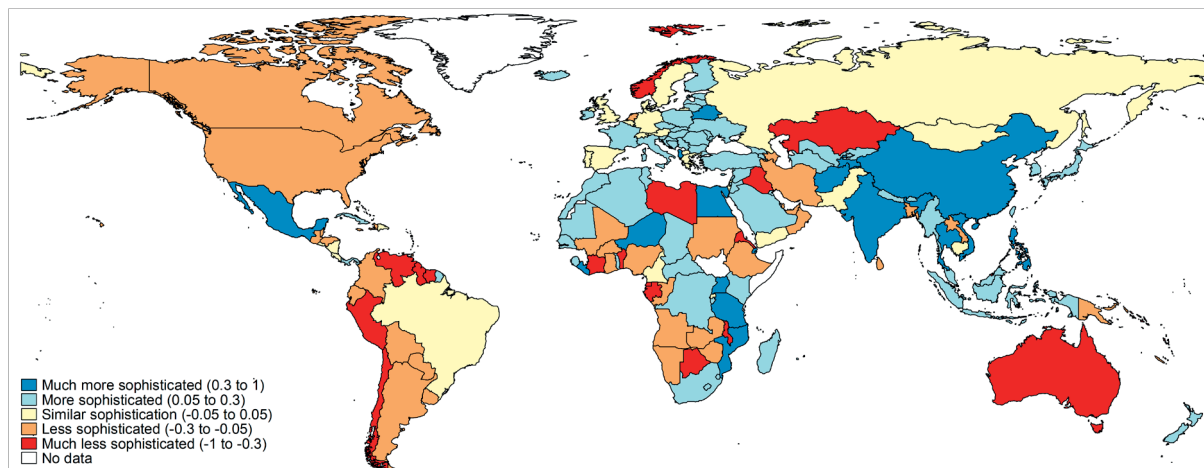 Much more sophisticated (0.3 to 1)
More sophisticated (0.05 to 0.3)
Similar sophistication (-0.05 to 0.05)
Less sophisticated (-0.3 to -0.05)
Much less sophisticated (-1 to -0.3)
No data